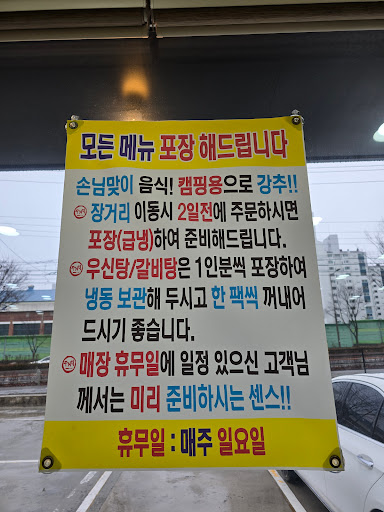 모든 메뉴 포장 해드립니다
손님맞이 음식! 캠핑용으로 강추!!
장거리 이동시 2일전에 주문하시면
포장(급냉)하여 준비해드립니다.
우신탕/갈비탕은 1인분씩 포장하여
냉동 보관해 두시고 한 팩씩 꺼내어
드시기 좋습니다.
매장 휴무일에 일정 있으신 고객님
께서는 미리 준비하시는 센스!!
휴무일 : 매주 일요일